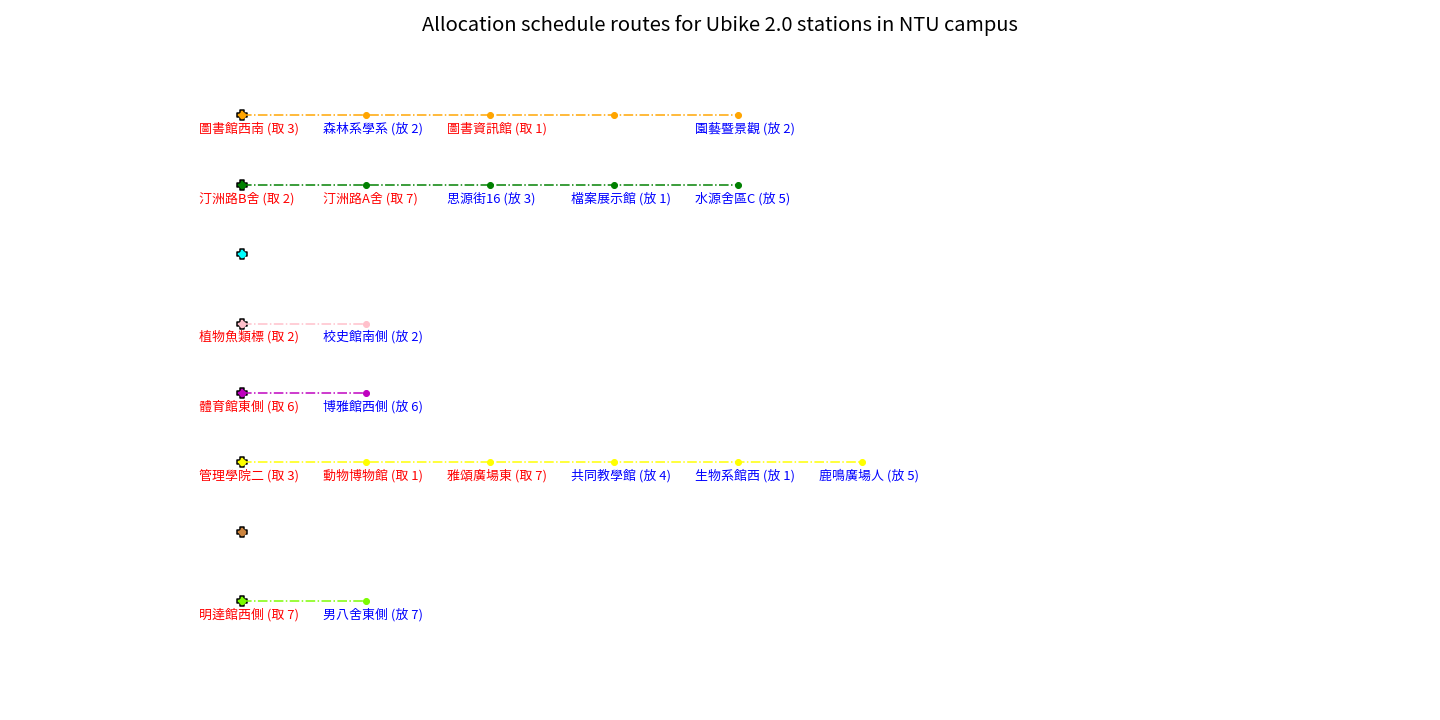 Allocation schedule routes for Ubike 2.0 stations in NTU campus
圖書館西南 (取 3) 森林系學系 (放 2) 圖書資訊館 (取 1) 園藝暨景觀 (放 2)
汀洲路B舍 (取 2) 汀洲路A舍 (取 7) 思源街16 (放 3) 檔案展示館 (放 1) 水源舍區C (放 5)
植物魚類標 (取 2) 校史館南側 (放 2)
體育館東側 (取 6) 博雅館西側 (放 6)
管理學院二 (取 3) 動物博物館 (取 1) 雅頌廣場東 (取 7) 共同教學館 (放 4) 生物系館西 (放 1) 鹿鳴廣場人 (放 5)
明達館西側 (取 7) 男八舍東側 (放 7)